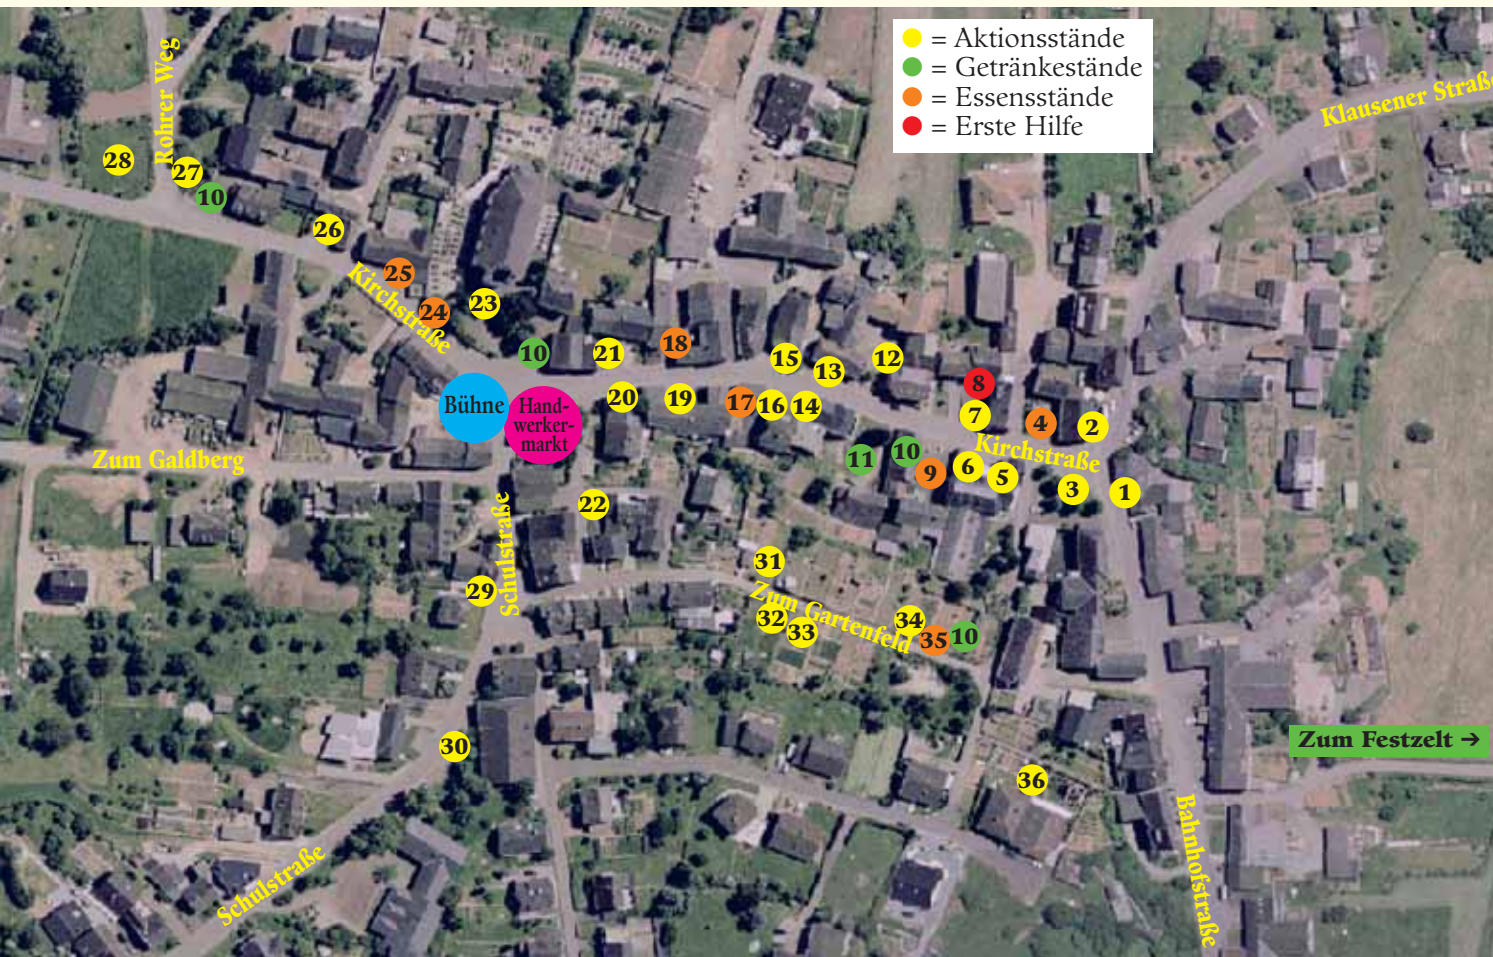 = Aktionsstände
= Getränkestände
= Essensstände
= Erste Hilfe
Klausener Straße
Rohrer Weg
28
27
10
26
25
Kirchstraße
24
23
10
21
18
15
13
12
8
Bühne
Hand-
werker-
markt
20
19
17
16
14
7
4
2
Kirchstraße
11
10
9
6
5
3
1
Zum Galdberg
22
Schulstraße
29
31
Zum Gartenfeld
32
33
34
35
10
30
Zum Festzelt →
36
Schulstraße
Bahnhofstraße